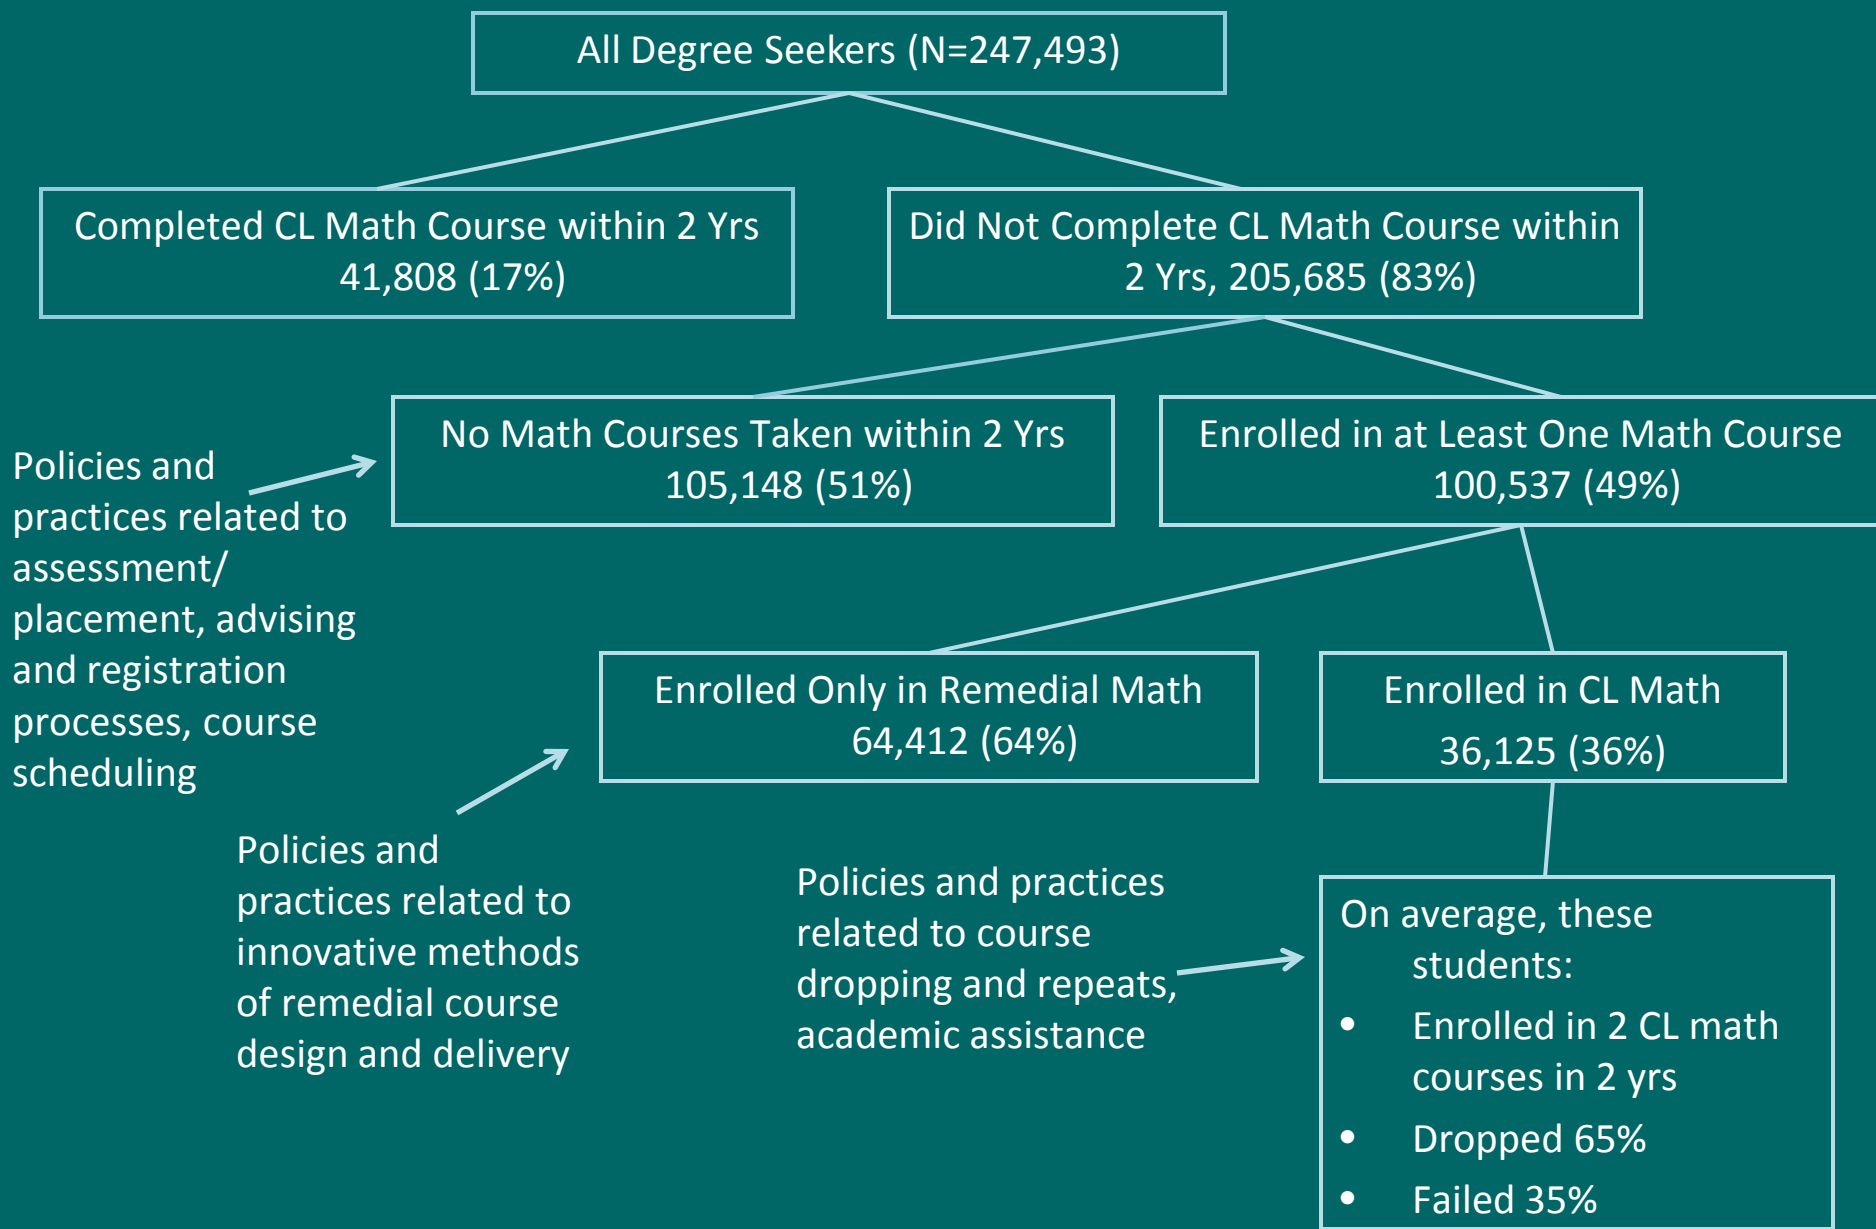 All Degree Seekers (N=247,493)
Completed CL Math Course within 2 Yrs
41,808 (17%)
Did Not Complete CL Math Course within
2 Yrs, 205,685 (83%)
No Math Courses Taken within 2 Yrs
105,148 (51%)
Enrolled in at Least One Math Course
100,537 (49%)
Policies and
practices related to
assessment/
placement, advising
and registration
processes, course
scheduling
Enrolled Only in Remedial Math
64,412 (64%)
Enrolled in CL Math
36,125 (36%)
Policies and
practices related to
innovative methods
of remedial course
design and delivery
Policies and practices
related to course
dropping and repeats,
academic assistance
On average, these
students:
• Enrolled in 2 CL math
courses in 2 yrs
• Dropped 65%
• Failed 35%